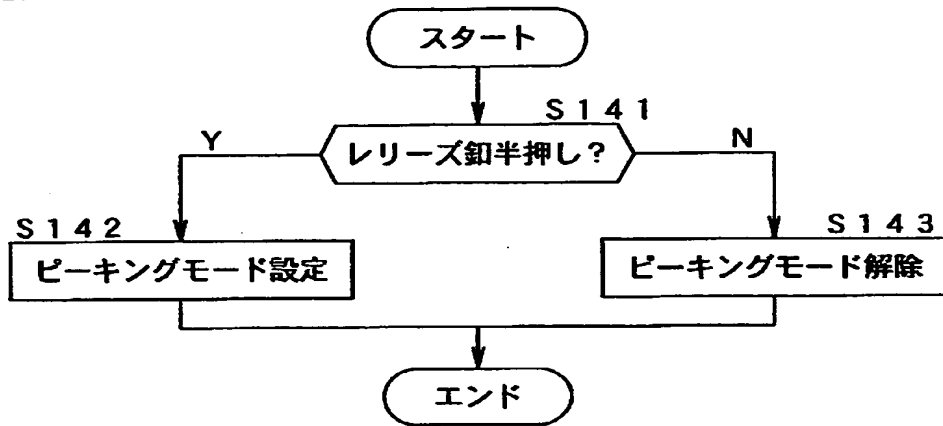 スタート
S141
レリーズ釦半押し?
Y
N
S142
ピーキングモード設定
S143
ピーキングモード解除
エンド